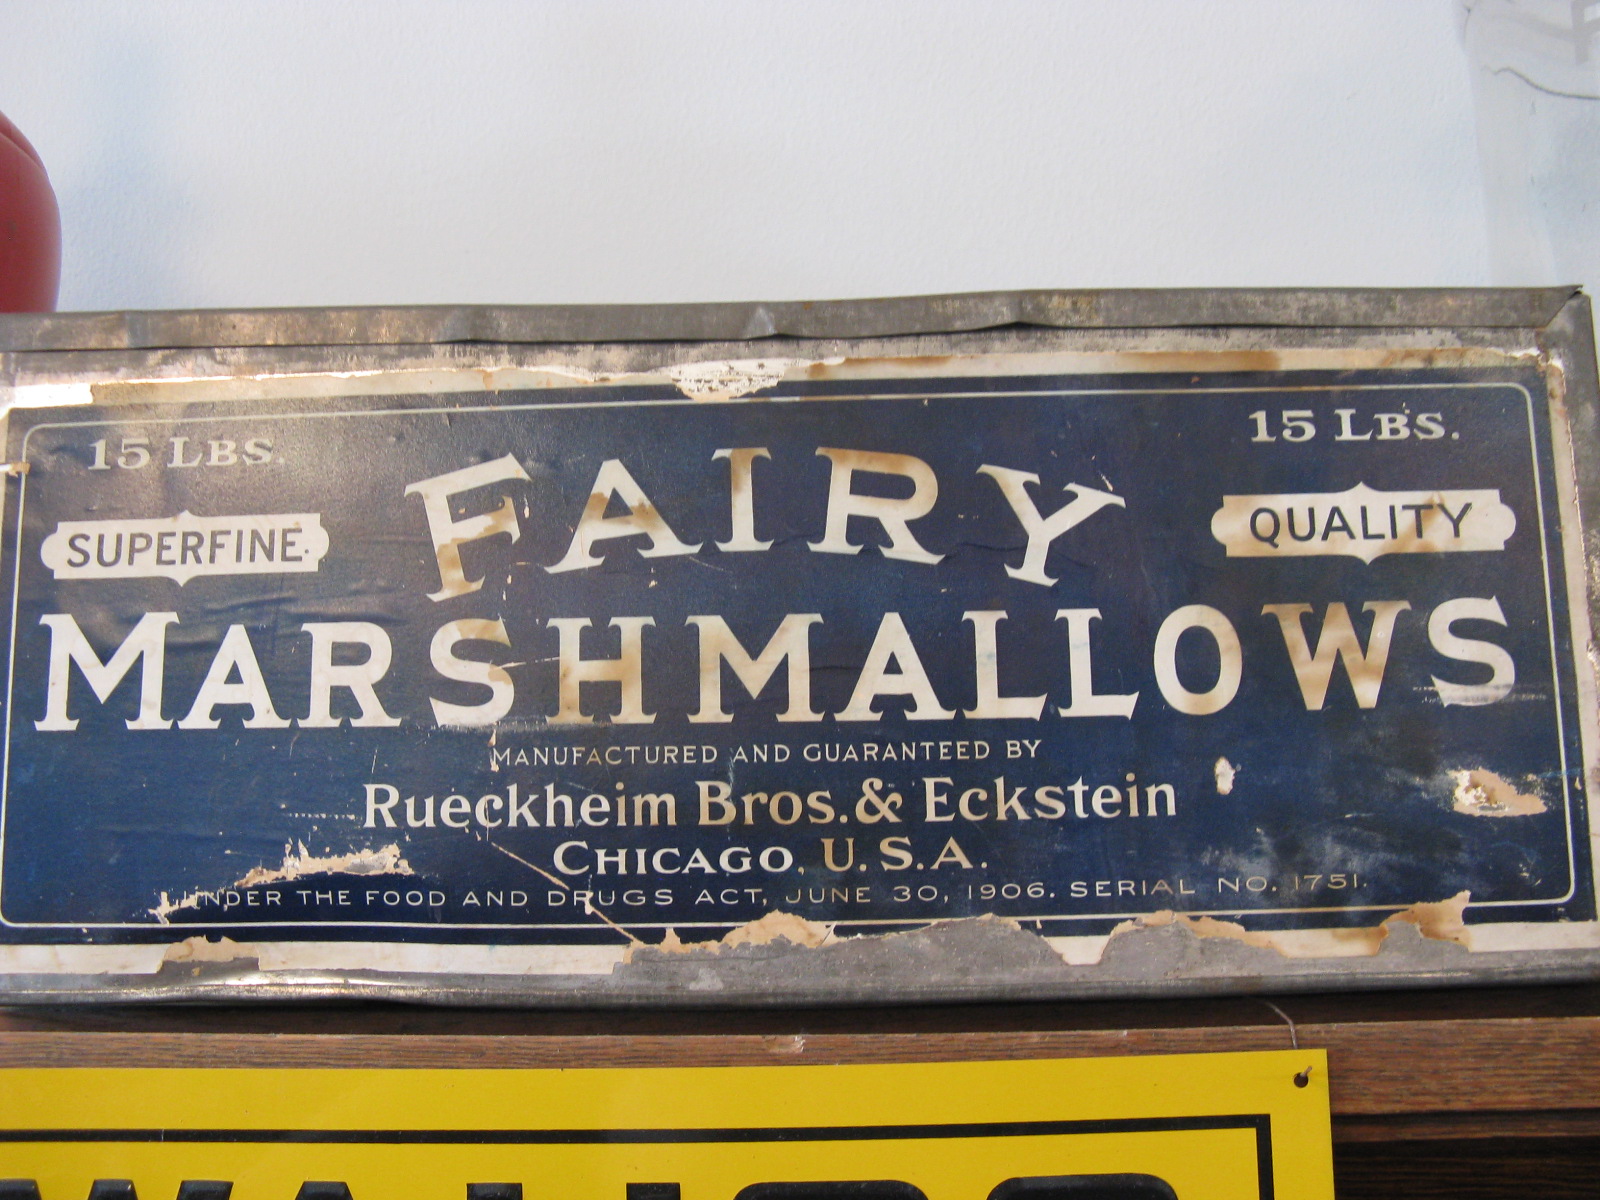 15 LBS. FAIRY 15 LBS.
SUPERFINE. QUALITY
MARSHMALLOWS
MANUFACTURED AND GUARANTEED BY
Rueckheim Bros. & Eckstein
CHICAGO, U.S.A.
UNDER THE FOOD AND DRUGS ACT, JUNE 30, 1906. SERIAL NO. 1751.